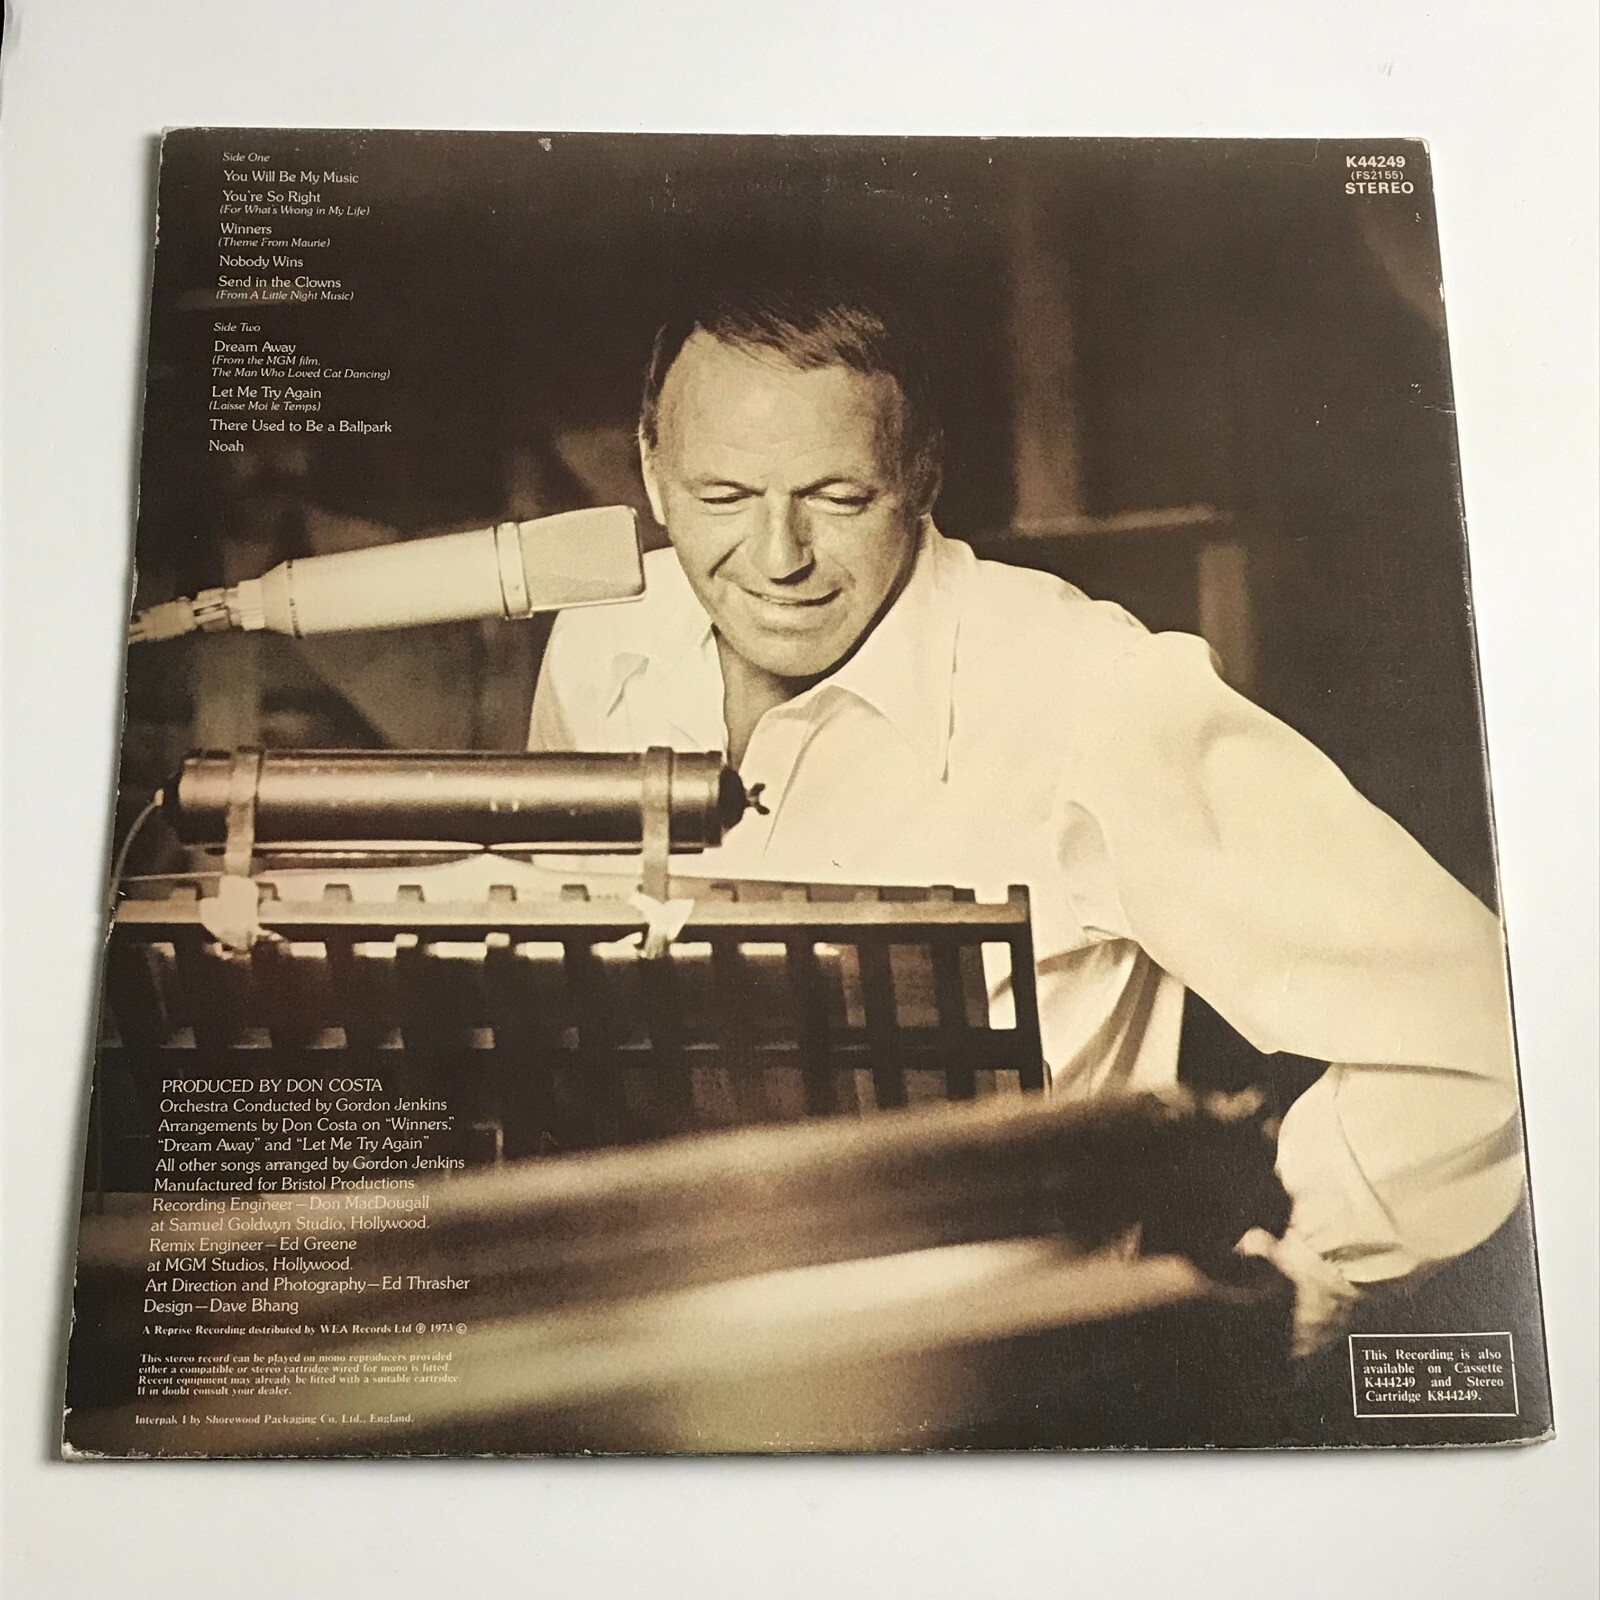 Side One
You Will Be My Music
You're So Right
(For What's Wrong in My Life)
Winners
(Theme From Maurie)
Nobody Wins
Send in the Clowns
(From A Little Night Music)
Side Two
Dream Away
(From the MGM film,
The Man Who Loved Cat Dancing)
Let Me Try Again
(Laisse Moi le Temps)
There Used to Be a Ballpark
Noah
K44249
(FS2155)
STEREO
PRODUCED BY DON COSTA
Orchestra Conducted by Gordon Jenkins
Arrangements by Don Costa on “Winners,”
“Dream Away” and “Let Me Try Again”
All other songs arranged by Gordon Jenkins
Manufactured for Bristol Productions
Recording Engineer—Don MacDougall
at Samuel Goldwyn Studio, Hollywood.
Remix Engineer—Ed Greene
at MGM Studios, Hollywood.
Art Direction and Photography—Ed Thrasher
Design—Dave Bhang
A Reprise Recording distributed by WEA Records Ltd ℗ 1973 ©
This stereo record can be played on mono reproducers provided
either a compatible or stereo cartridge wired for mono is fitted.
Recent equipment may already be fitted with a suitable cartridge.
If in doubt consult your dealer.
Interpak 1 by Shorewood Packaging Co. Ltd., England.
This Recording is also
available on Cassette
K444249 and Stereo
Cartridge K844249.